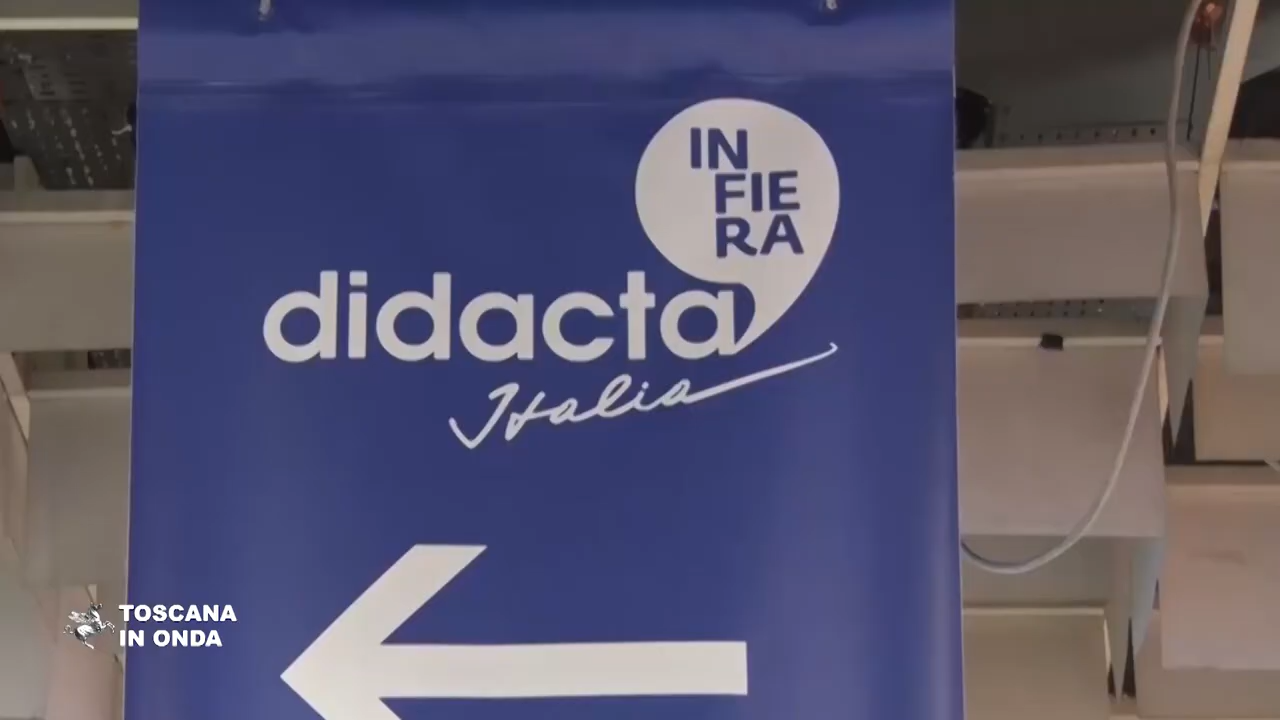 IN
FIE
RA
didacta
Italia
TOSCANA
IN ONDA